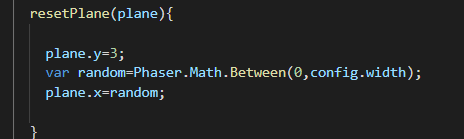 resetPlane(plane){
plane.y=3;
var random=Phaser.Math.Between(0,config.width);
plane.x=random;
}